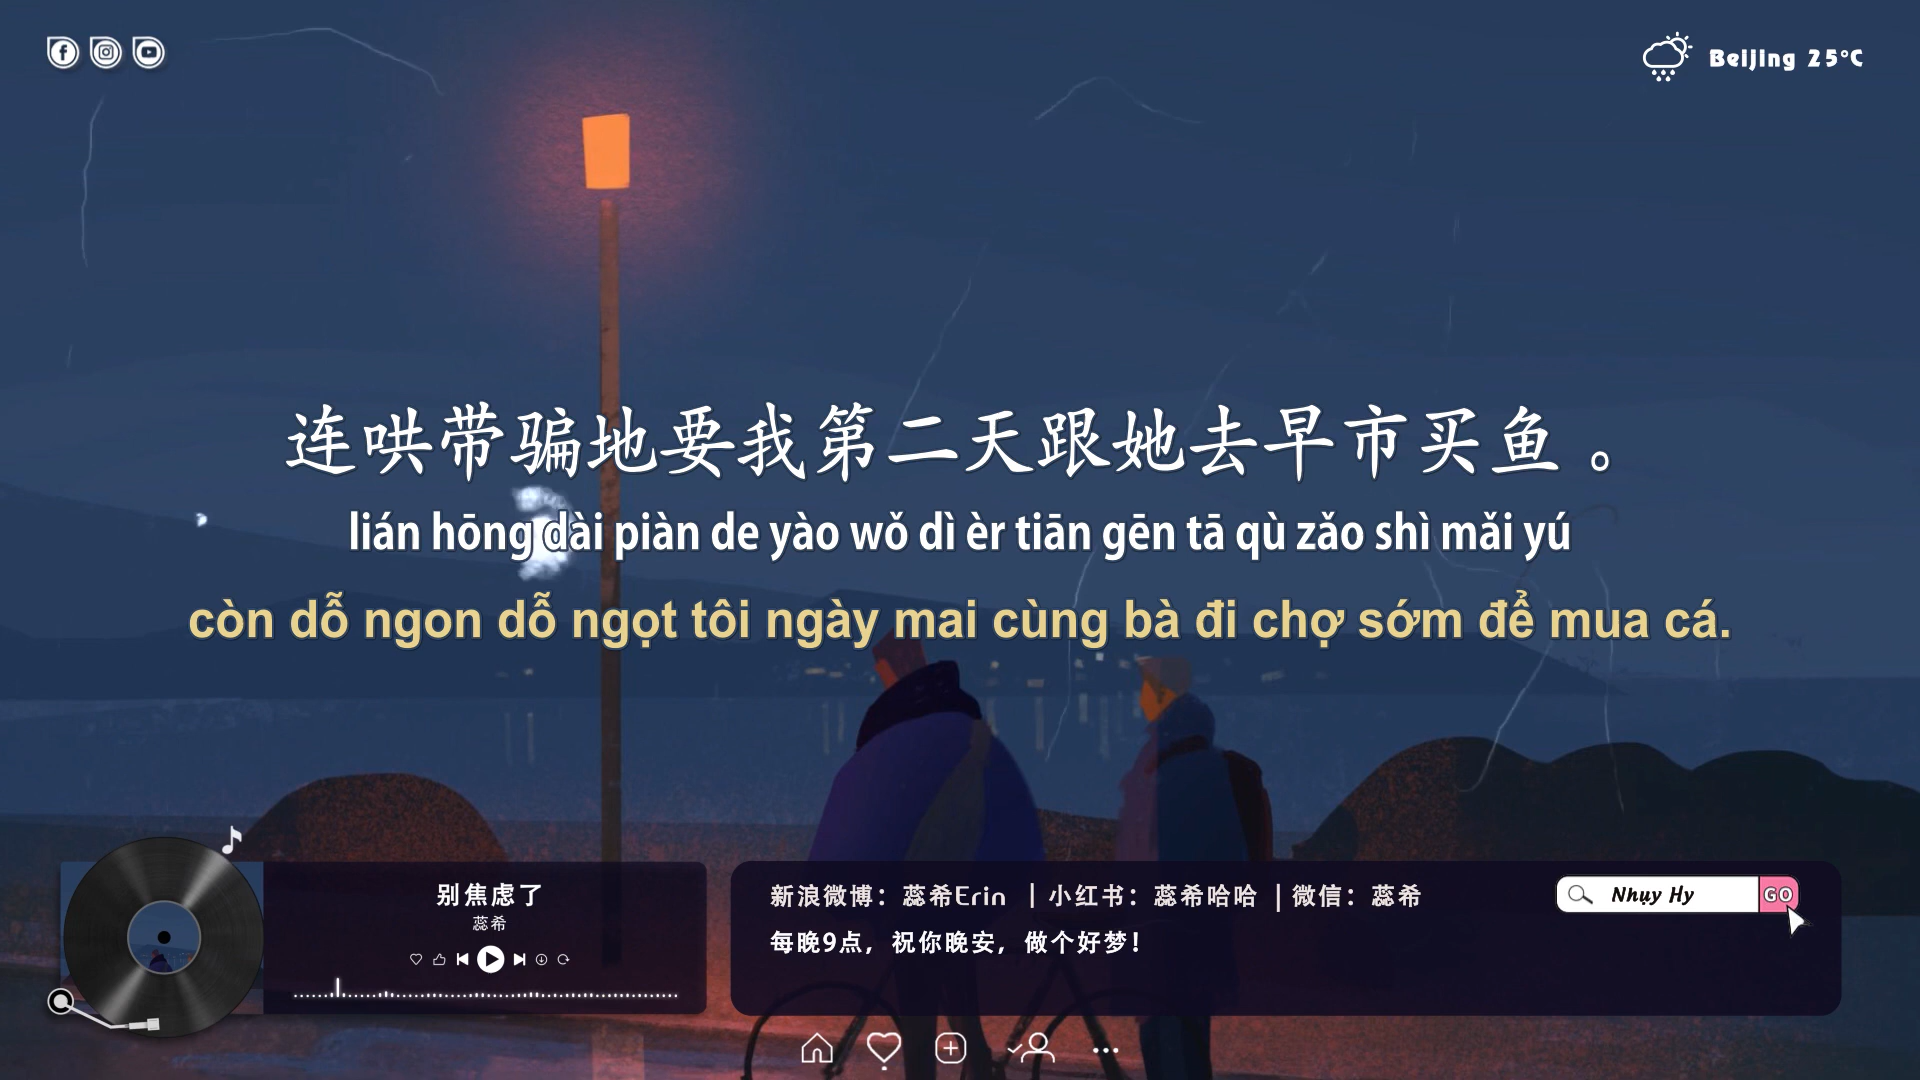 Beijing 25°C
连哄带骗地要我第二天跟她去早市买鱼。
lián hōng dài piàn de yào wǒ dì èr tiān gēn tā qù zǎo shì mǎi yú
còn dỗ ngon dỗ ngọt tôi ngày mai cùng bà đi chợ sớm để mua cá.
别焦虑了
蕊希
新浪微博：蕊希Erin ｜小红书：蕊希哈哈 ｜微信：蕊希
每晚9点，祝你晚安，做个好梦！
Nhụy Hy
GO